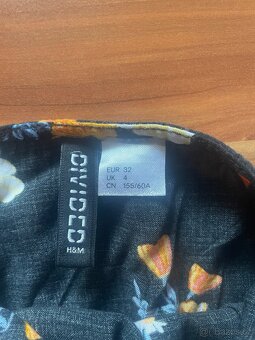 DIVIDED
H&M
EUR 32
UK 4
CN 155/60A